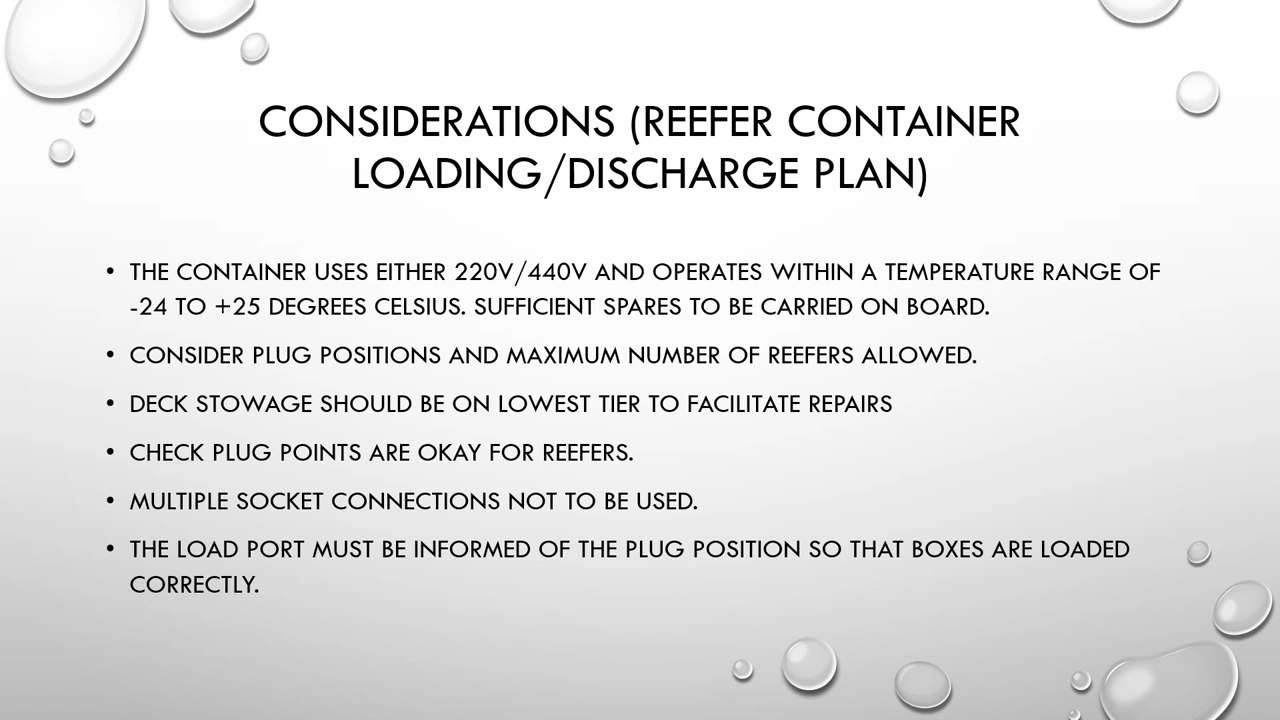 CONSIDERATIONS (REEFER CONTAINER
LOADING/DISCHARGE PLAN)
• THE CONTAINER USES EITHER 220V/440V AND OPERATES WITHIN A TEMPERATURE RANGE OF
-24 TO +25 DEGREES CELSIUS. SUFFICIENT SPARES TO BE CARRIED ON BOARD.
• CONSIDER PLUG POSITIONS AND MAXIMUM NUMBER OF REEFERS ALLOWED.
• DECK STOWAGE SHOULD BE ON LOWEST TIER TO FACILITATE REPAIRS
• CHECK PLUG POINTS ARE OKAY FOR REEFERS.
• MULTIPLE SOCKET CONNECTIONS NOT TO BE USED.
• THE LOAD PORT MUST BE INFORMED OF THE PLUG POSITION SO THAT BOXES ARE LOADED
CORRECTLY.